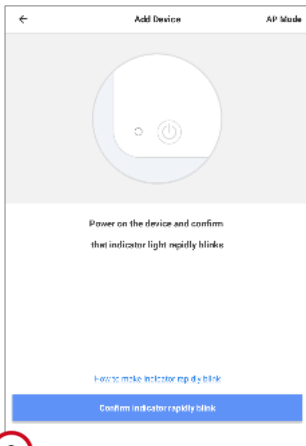 Add Device
AP Mode
Power on the device and confirm
that indicator light rapidly blinks
How to make indicator rapidly blink
Confirm indicator rapidly blink